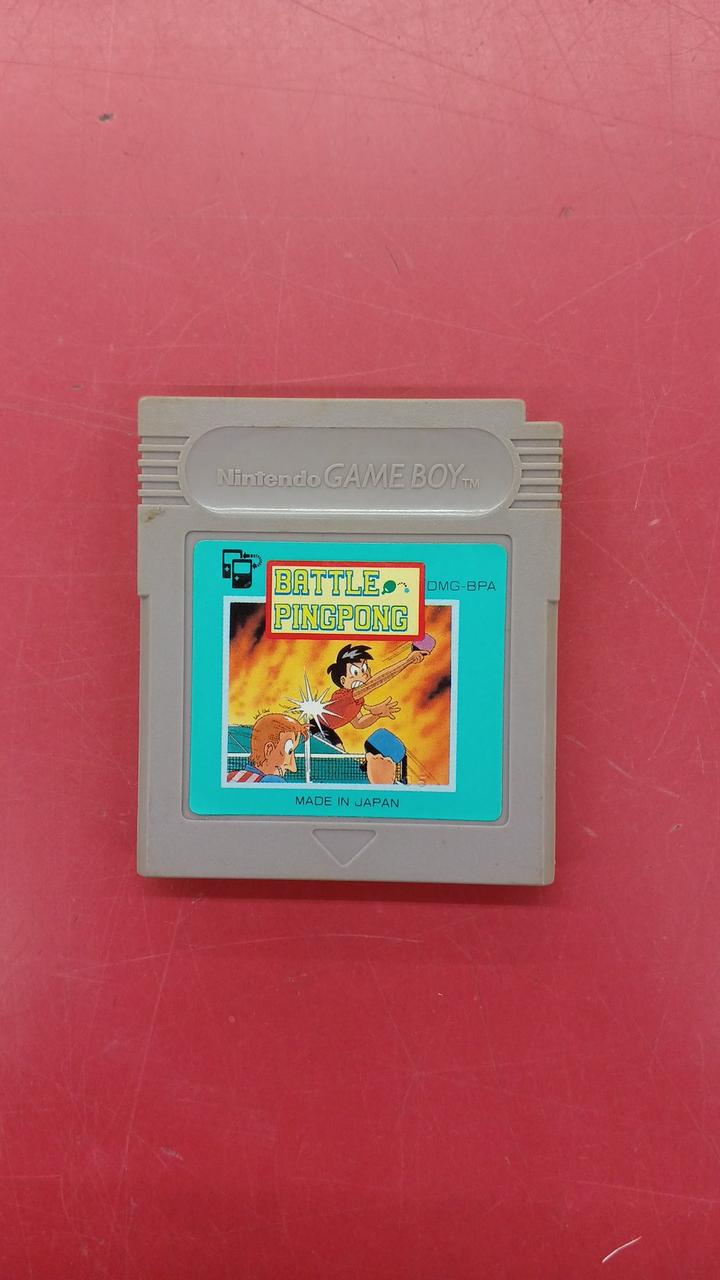 Nintendo GAME BOY™
BATTLE
PINGPONG
DMG-BPA
MADE IN JAPAN